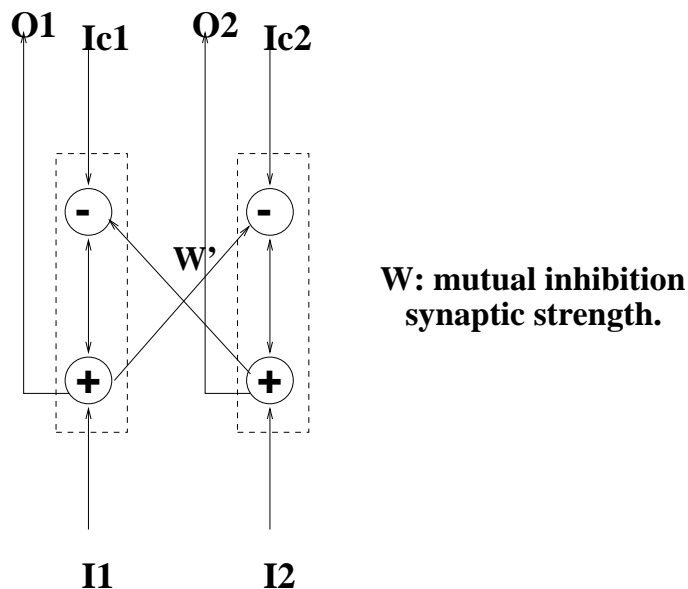 O1 Ic1 O2 Ic2
- -
W’
W: mutual inhibition
synaptic strength.
+ +
I1 I2